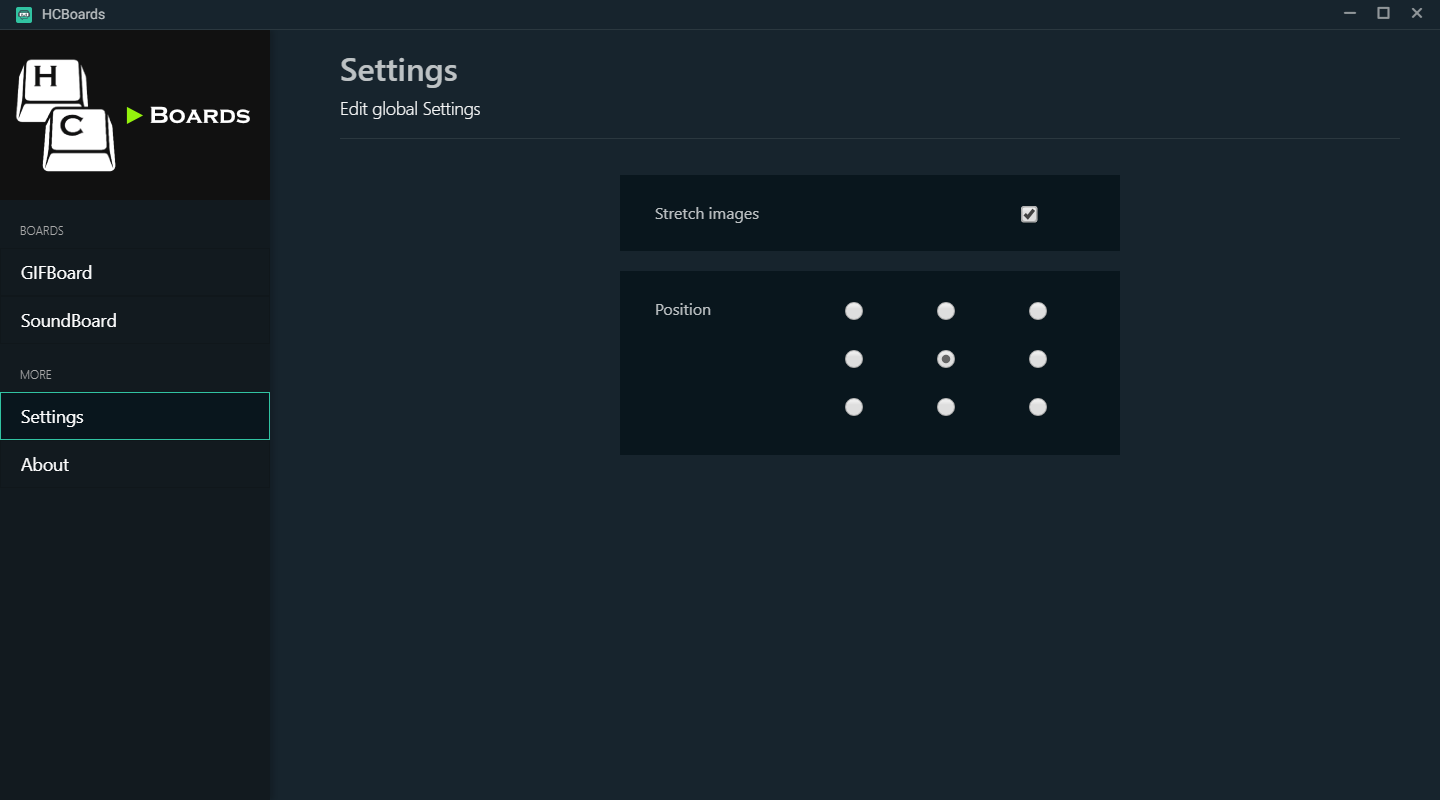 HCBoards
H
C
BOARDS
BOARDS
GIFBoard
SoundBoard
MORE
Settings
About
Settings
Edit global Settings
Stretch images
Position